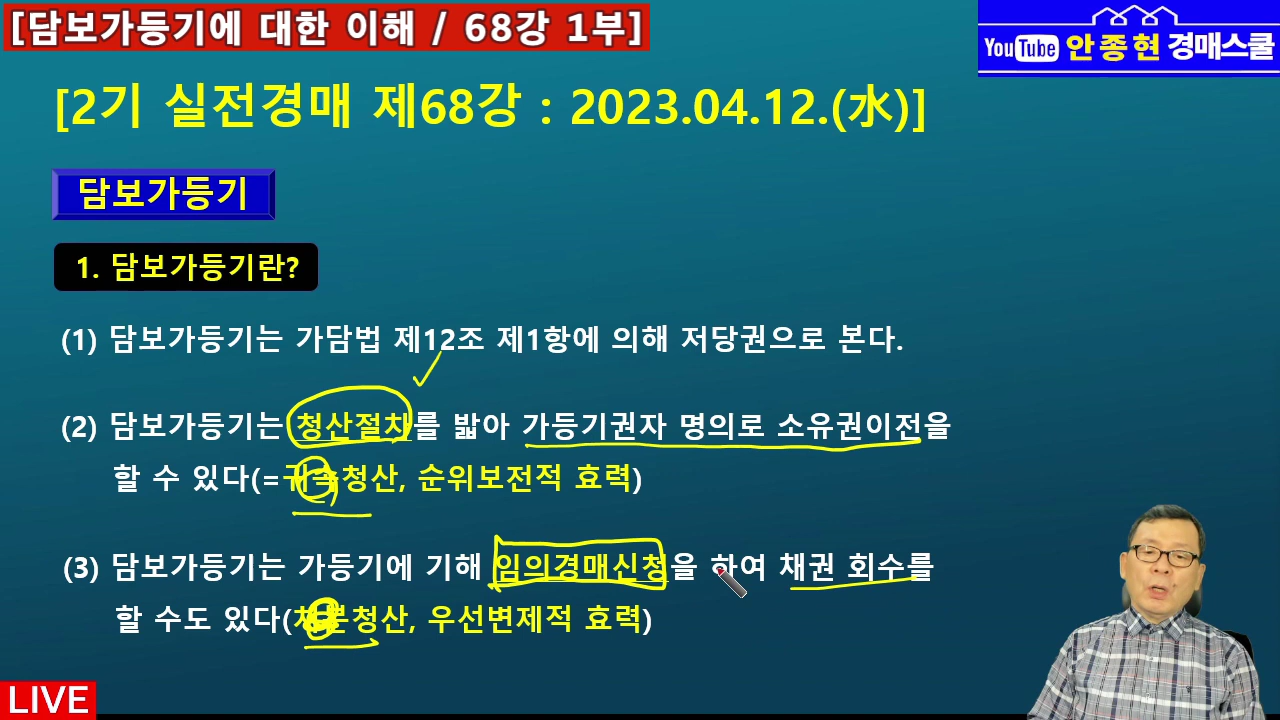 [담보가등기에 대한 이해 / 68강 1부]
YouTube 안종현 경매스쿨
[2기 실전경매 제68강 : 2023.04.12.(水)]
담보가등기
1. 담보가등기란?
(1) 담보가등기는 가담법 제12조 제1항에 의해 저당권으로 본다.
(2) 담보가등기는 청산절차를 밟아 가등기권자 명의로 소유권이전을
할 수 있다(=귀속청산, 순위보전적 효력)
(3) 담보가등기는 가등기에 기해 임의경매신청을 하여 채권 회수를
할 수도 있다(처분청산, 우선변제적 효력)
LIVE